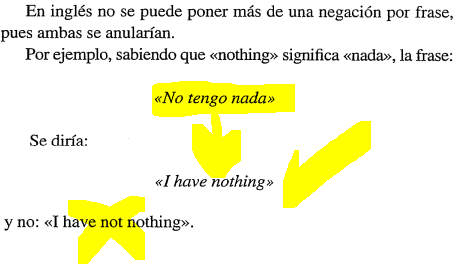 En inglés no se puede poner más de una negación por frase,
pues ambas se anularían.
Por ejemplo, sabiendo que «nothing» significa «nada», la frase:
«No tengo nada»
Se diría:
«I have nothing»
y no: «I have not nothing».